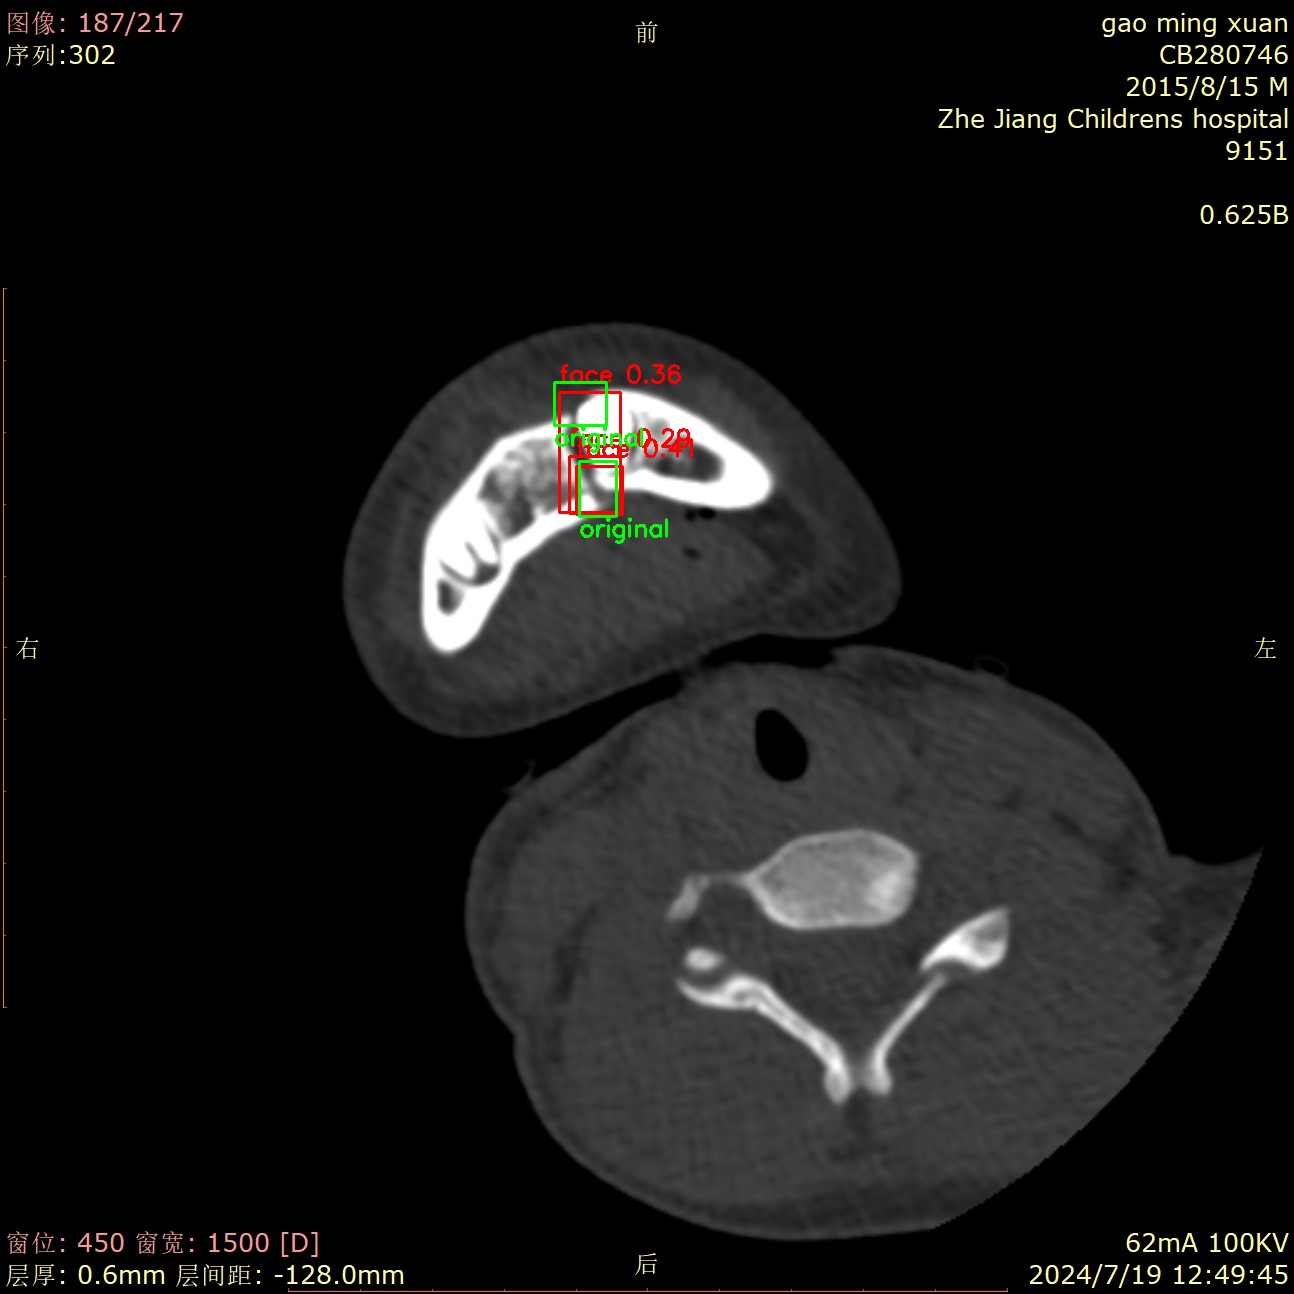 图像: 187/217
序列:302
前
gao ming xuan
CB280746
2015/8/15 M
Zhe Jiang Childrens hospital
9151
0.625B
face 0.36
original
0.29
0.41
original
右
左
窗位: 450 窗宽: 1500 [D]
层厚: 0.6mm 层间距: -128.0mm
后
62mA 100KV
2024/7/19 12:49:45